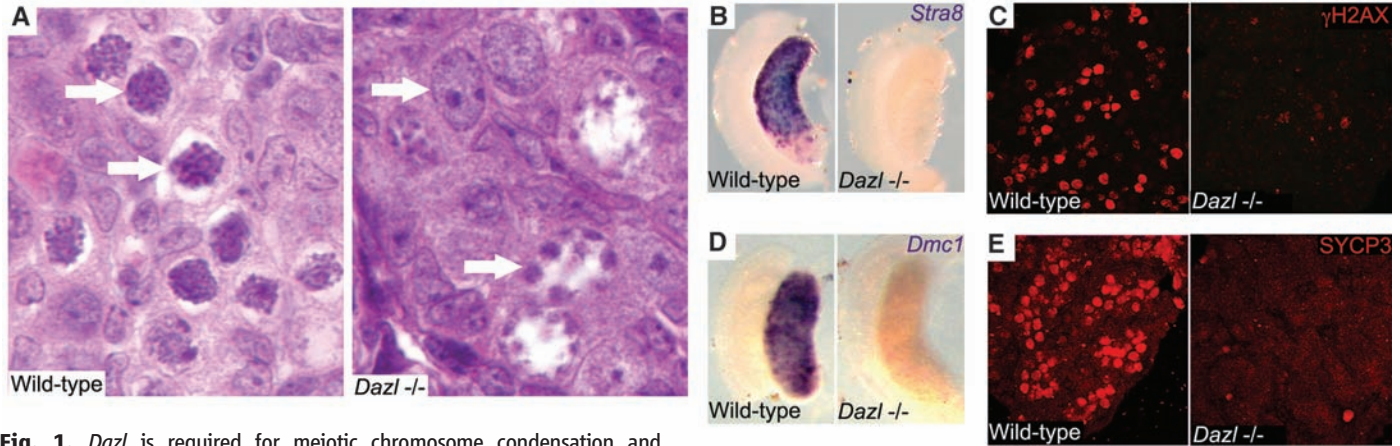 A
Wild-type
Dazl -/-
B
Stra8
Wild-type
Dazl -/-
C
γH2AX
Wild-type
Dazl -/-
D
Dmc1
Wild-type
Dazl -/-
E
SYCP3
Wild-type
Dazl -/-
Fig. 1. Dazl is required for meiotic chromosome condensation and